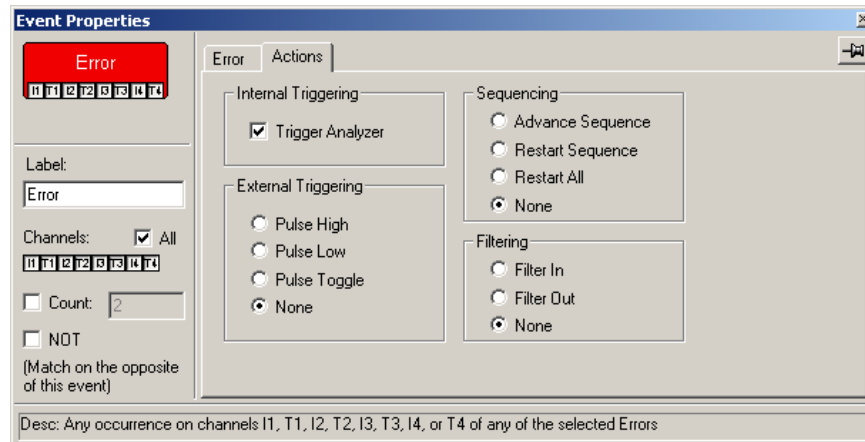 Event Properties
Error
I1 T1 I2 T2 I3 T3 I4 T4
Label:
Error
Channels: All
I1 T1 I2 T2 I3 T3 I4 T4
Count: 2
NOT
(Match on the opposite
of this event)
Error Actions
Internal Triggering
Trigger Analyzer
External Triggering
Pulse High
Pulse Low
Pulse Toggle
None
Sequencing
Advance Sequence
Restart Sequence
Restart All
None
Filtering
Filter In
Filter Out
None
Desc: Any occurrence on channels I1, T1, I2, T2, I3, T3, I4, or T4 of any of the selected Errors